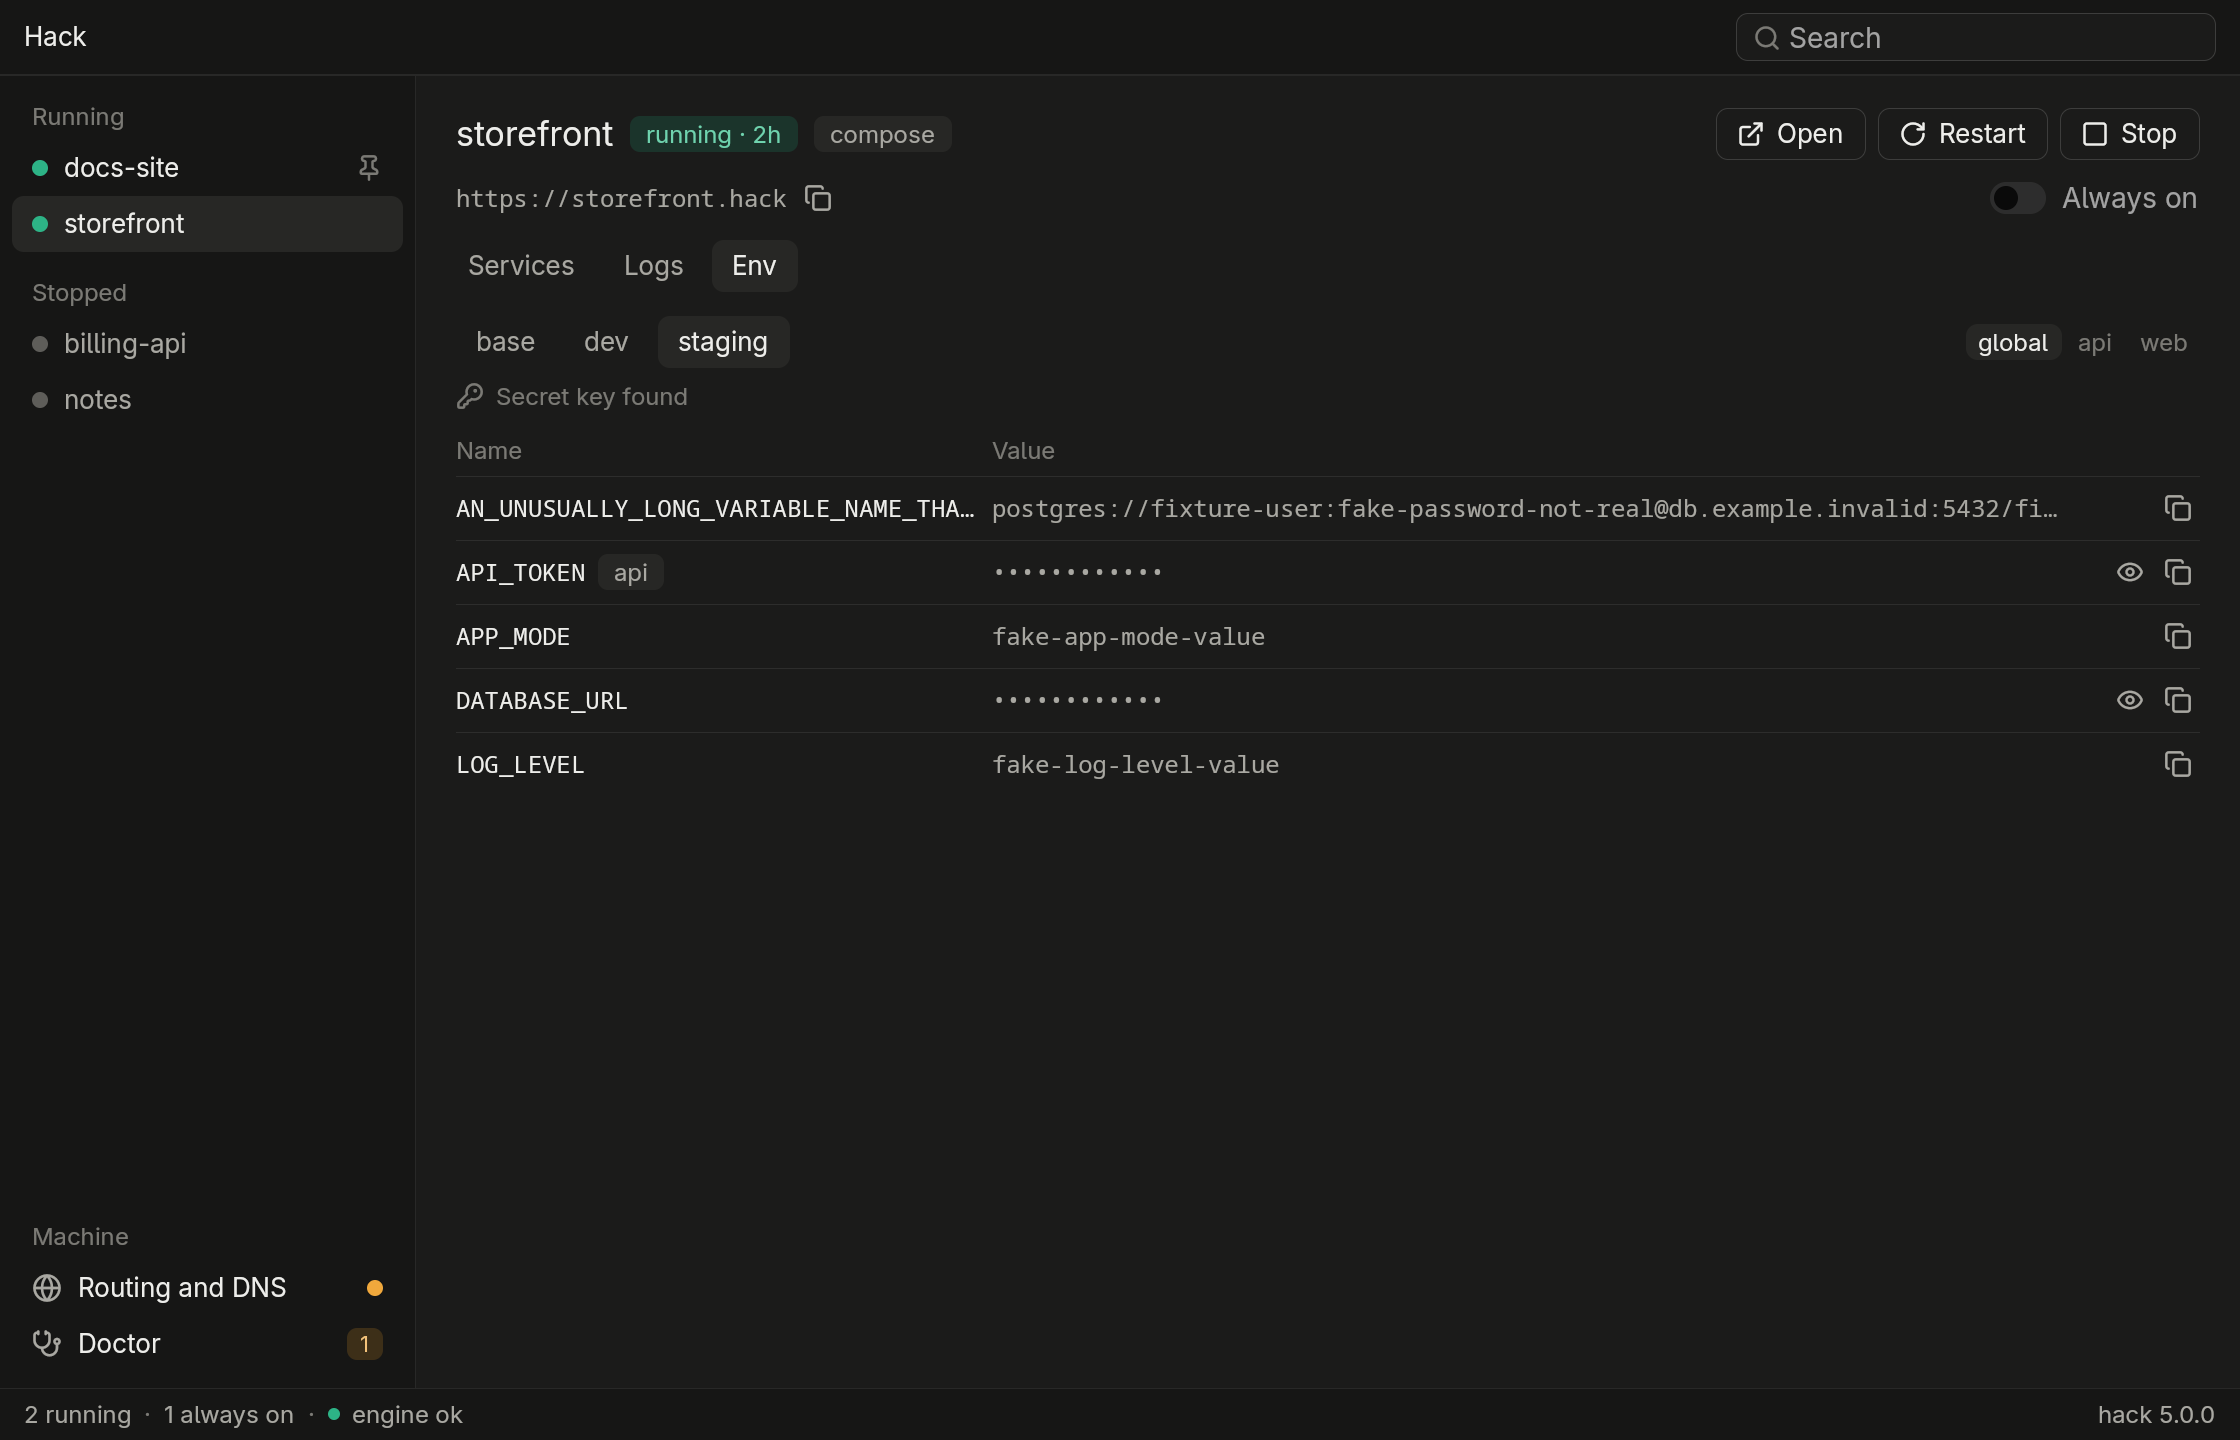 Hack
Search
Running
docs-site
storefront
Stopped
billing-api
notes
Machine
Routing and DNS
Doctor 1
storefront running · 2h compose
Open Restart Stop
https://storefront.hack
Always on
Services Logs Env
base dev staging
global api web
Secret key found
Name Value
AN_UNUSUALLY_LONG_VARIABLE_NAME_THA… postgres://fixture-user:fake-password-not-real@db.example.invalid:5432/fi…
API_TOKEN api ••••••••••••
APP_MODE fake-app-mode-value
DATABASE_URL ••••••••••••
LOG_LEVEL fake-log-level-value
2 running · 1 always on · engine ok
hack 5.0.0